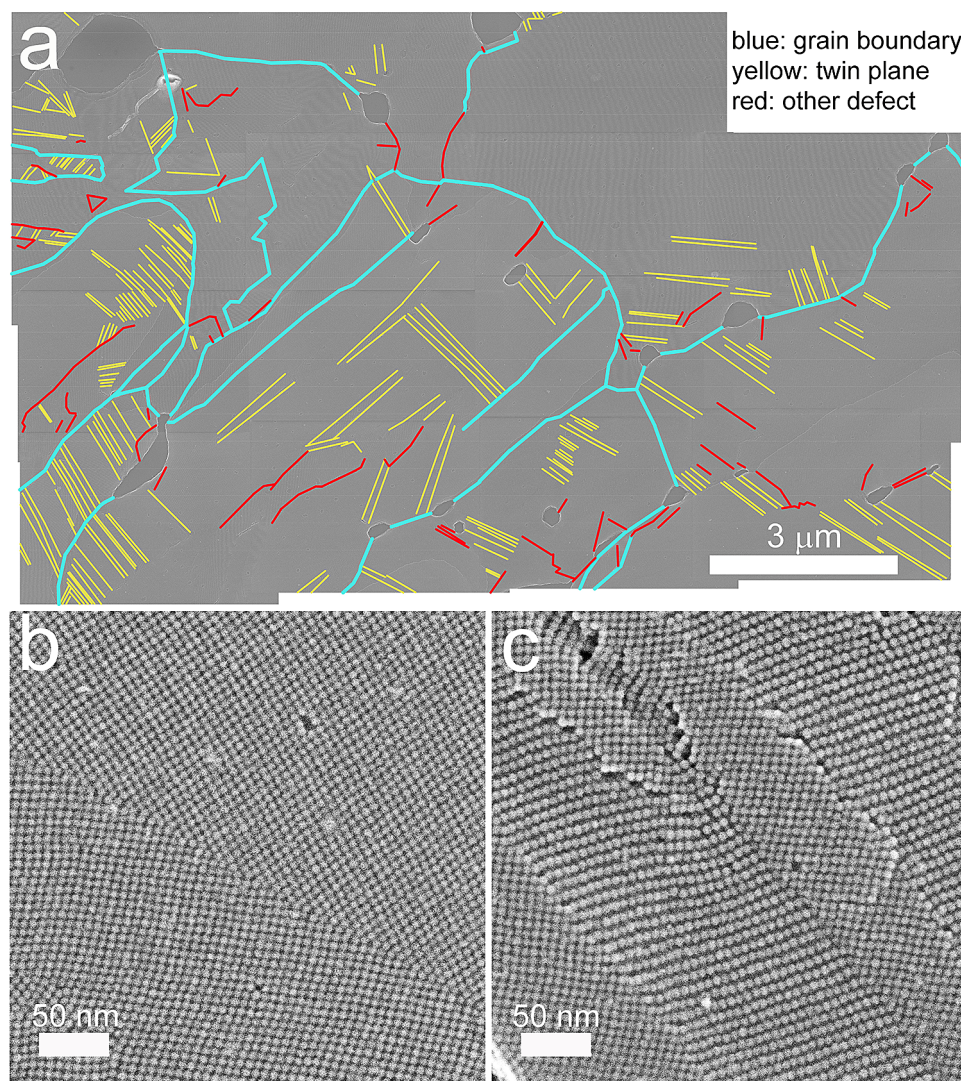 a
blue: grain boundary
yellow: twin plane
red: other defect
3 μm
b
50 nm
c
50 nm